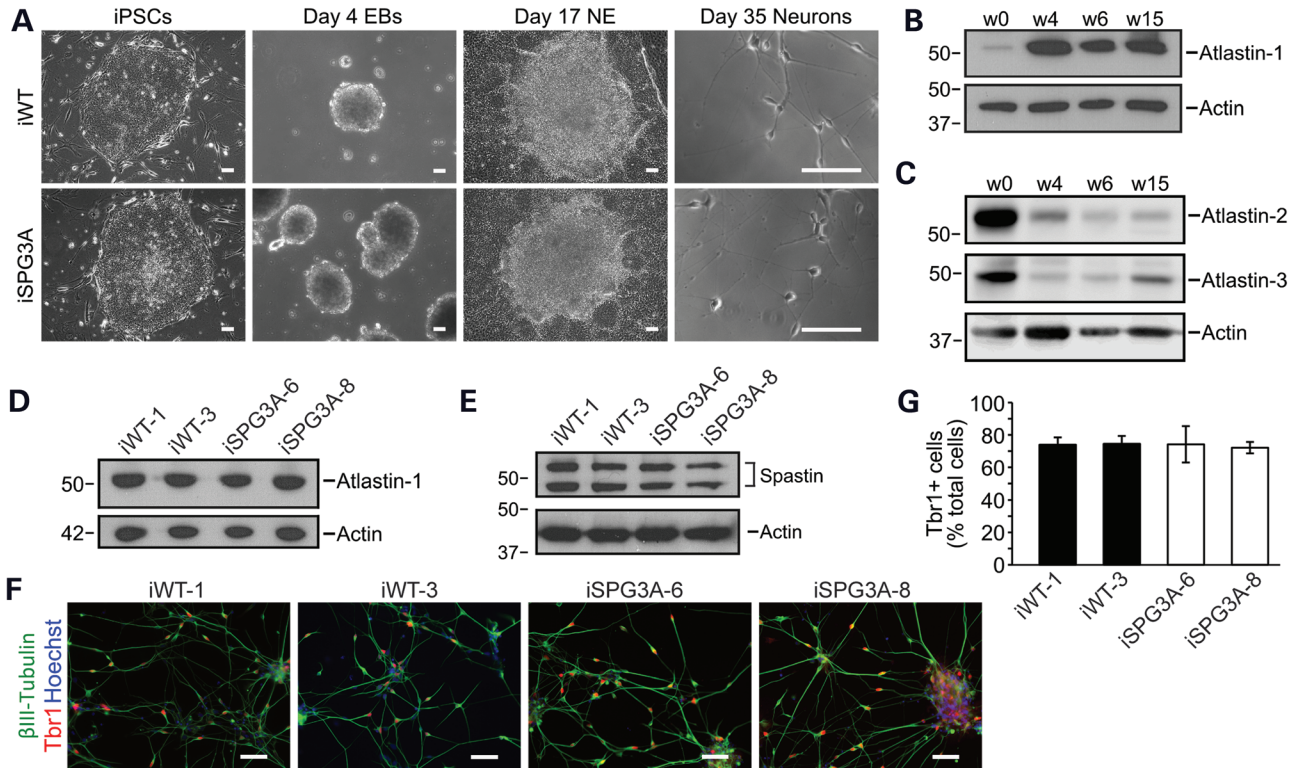 A
iPSCs
Day 4 EBs
Day 17 NE
Day 35 Neurons
iWT
iSPG3A
B
w0 w4 w6 w15
50
Atlastin-1
50
37
Actin
C
w0 w4 w6 w15
50
Atlastin-2
50
Atlastin-3
37
Actin
D
iWT-1
iWT-3
iSPG3A-6
iSPG3A-8
50
Atlastin-1
42
Actin
E
iWT-1
iWT-3
iSPG3A-6
iSPG3A-8
50
Spastin
50
37
Actin
G
Tbr1+ cells
(% total cells)
100
80
60
40
20
0
iWT-1
iWT-3
iSPG3A-6
iSPG3A-8
F
iWT-1
iWT-3
iSPG3A-6
iSPG3A-8
βIII-Tubulin
Tbr1 Hoechst